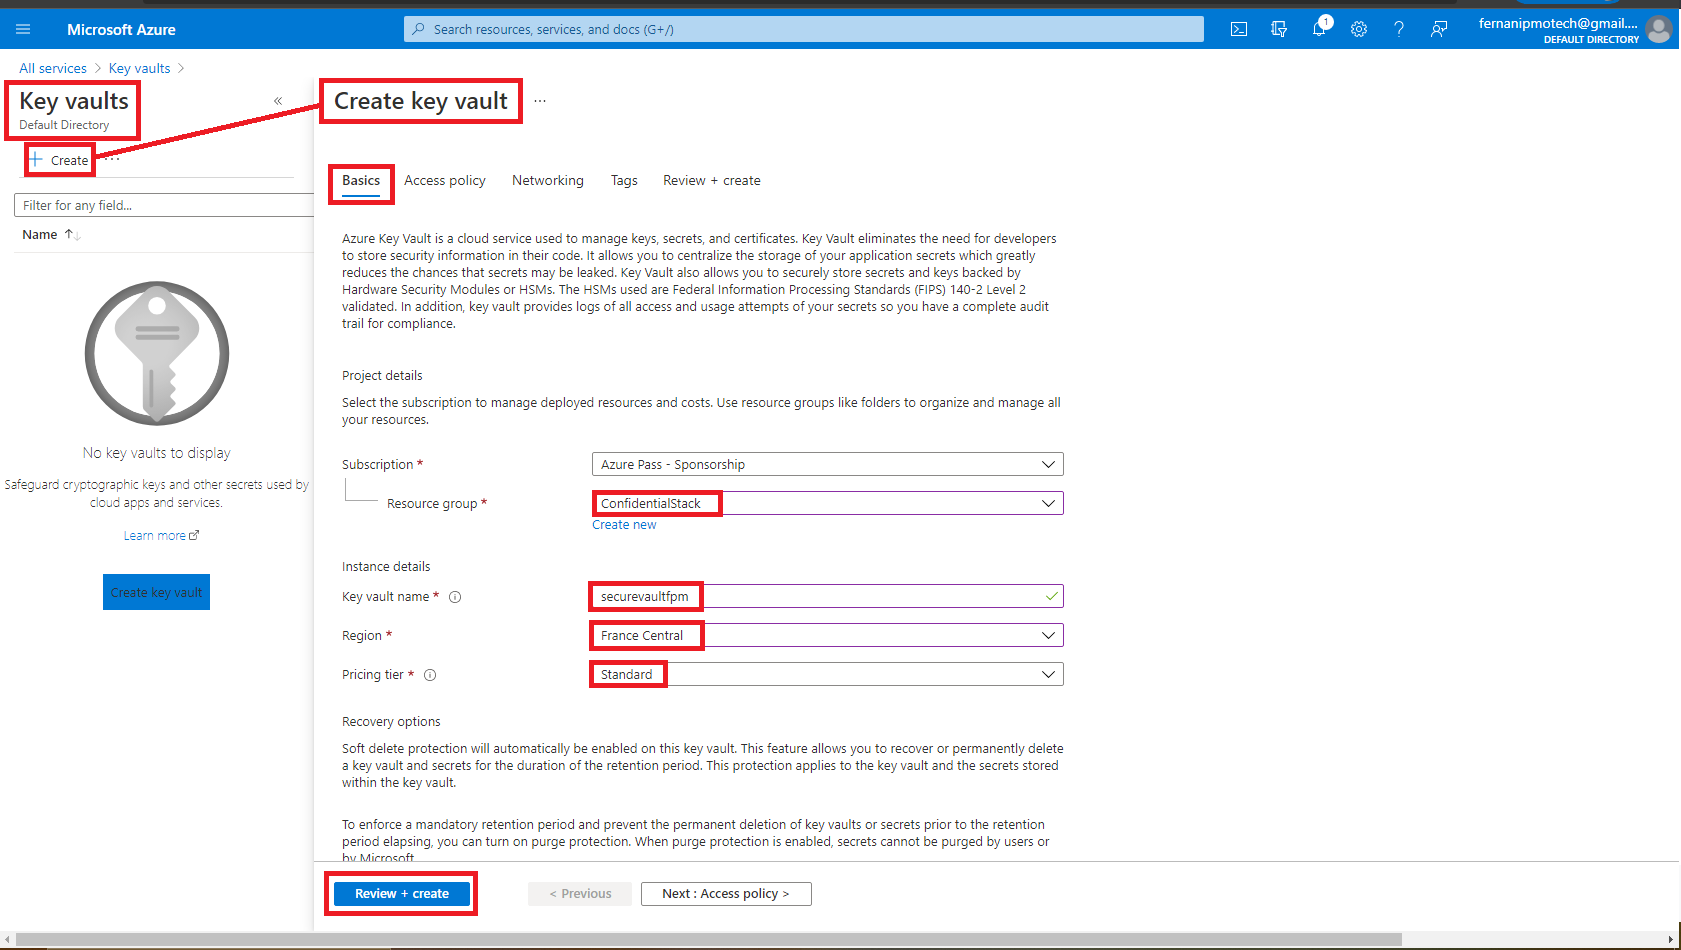 Microsoft Azure
Search resources, services, and docs (G+/)
1
fernanipmotech@gmail....
DEFAULT DIRECTORY
All services > Key vaults >
Key vaults
Default Directory
«
+ Create ...
Filter for any field...
Name ↑↓
No key vaults to display
Safeguard cryptographic keys and other secrets used by
cloud apps and services.
Learn more
Create key vault
Create key vault ...
Basics Access policy Networking Tags Review + create
Azure Key Vault is a cloud service used to manage keys, secrets, and certificates. Key Vault eliminates the need for developers
to store security information in their code. It allows you to centralize the storage of your application secrets which greatly
reduces the chances that secrets may be leaked. Key Vault also allows you to securely store secrets and keys backed by
Hardware Security Modules or HSMs. The HSMs used are Federal Information Processing Standards (FIPS) 140-2 Level 2
validated. In addition, key vault provides logs of all access and usage attempts of your secrets so you have a complete audit
trail for compliance.
Project details
Select the subscription to manage deployed resources and costs. Use resource groups like folders to organize and manage all
your resources.
Subscription * Azure Pass - Sponsorship
Resource group * ConfidentialStack
Create new
Instance details
Key vault name * securevaultfpm
Region * France Central
Pricing tier * Standard
Recovery options
Soft delete protection will automatically be enabled on this key vault. This feature allows you to recover or permanently delete
a key vault and secrets for the duration of the retention period. This protection applies to the key vault and the secrets stored
within the key vault.
To enforce a mandatory retention period and prevent the permanent deletion of key vaults or secrets prior to the retention
period elapsing, you can turn on purge protection. When purge protection is enabled, secrets cannot be purged by users or
by Microsoft.
Review + create < Previous Next : Access policy >